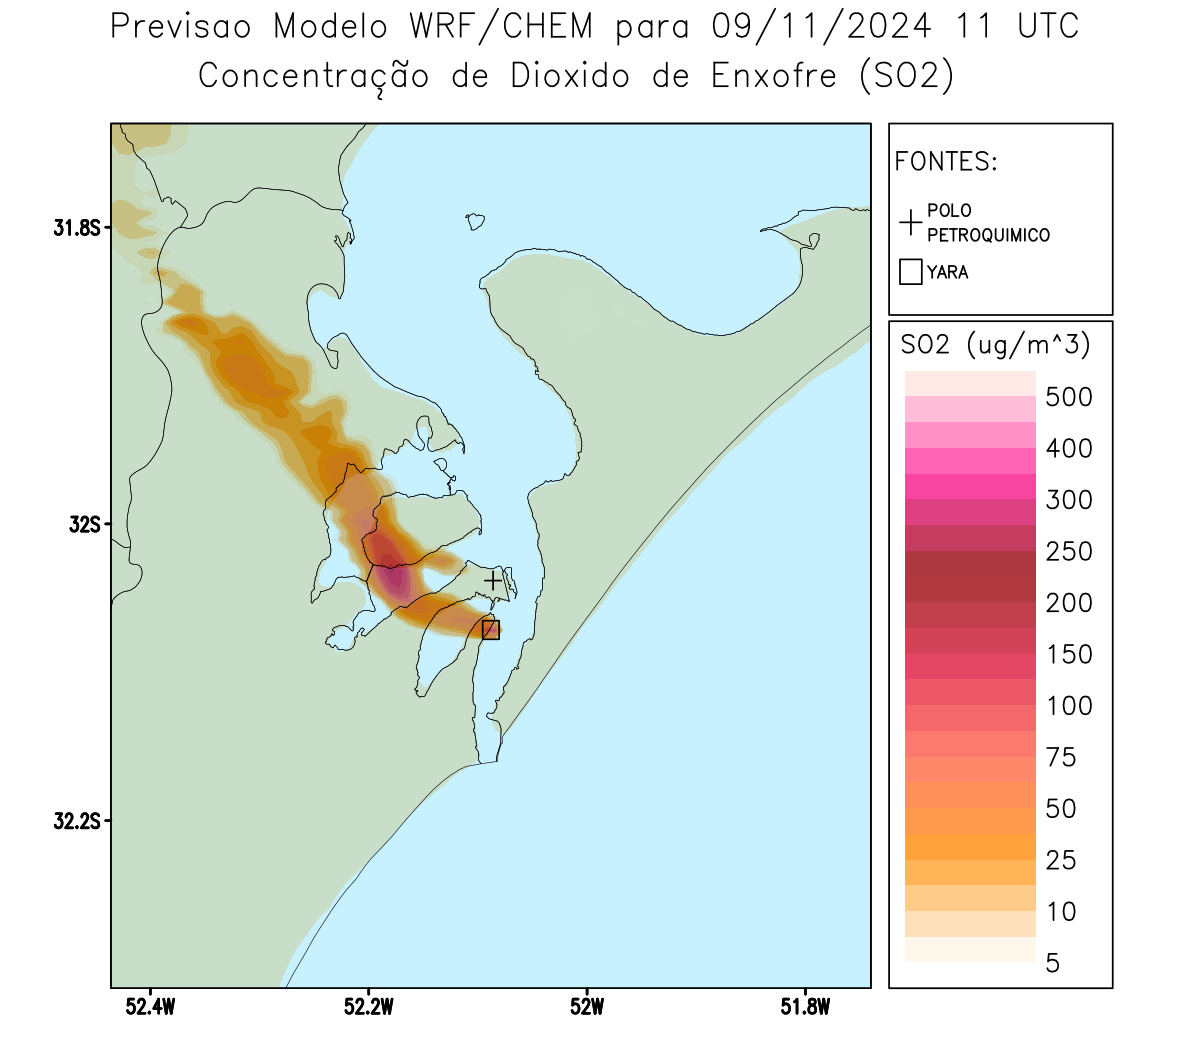 Previsao Modelo WRF/CHEM para 09/11/2024 11 UTC
Concentração de Dioxido de Enxofre (SO2)
FONTES:
POLO
PETROQUIMICO
YARA
SO2 (ug/m^3)
500
400
300
250
200
150
100
75
50
25
10
5
31.8S
32S
32.2S
52.4W
52.2W
52W
51.8W